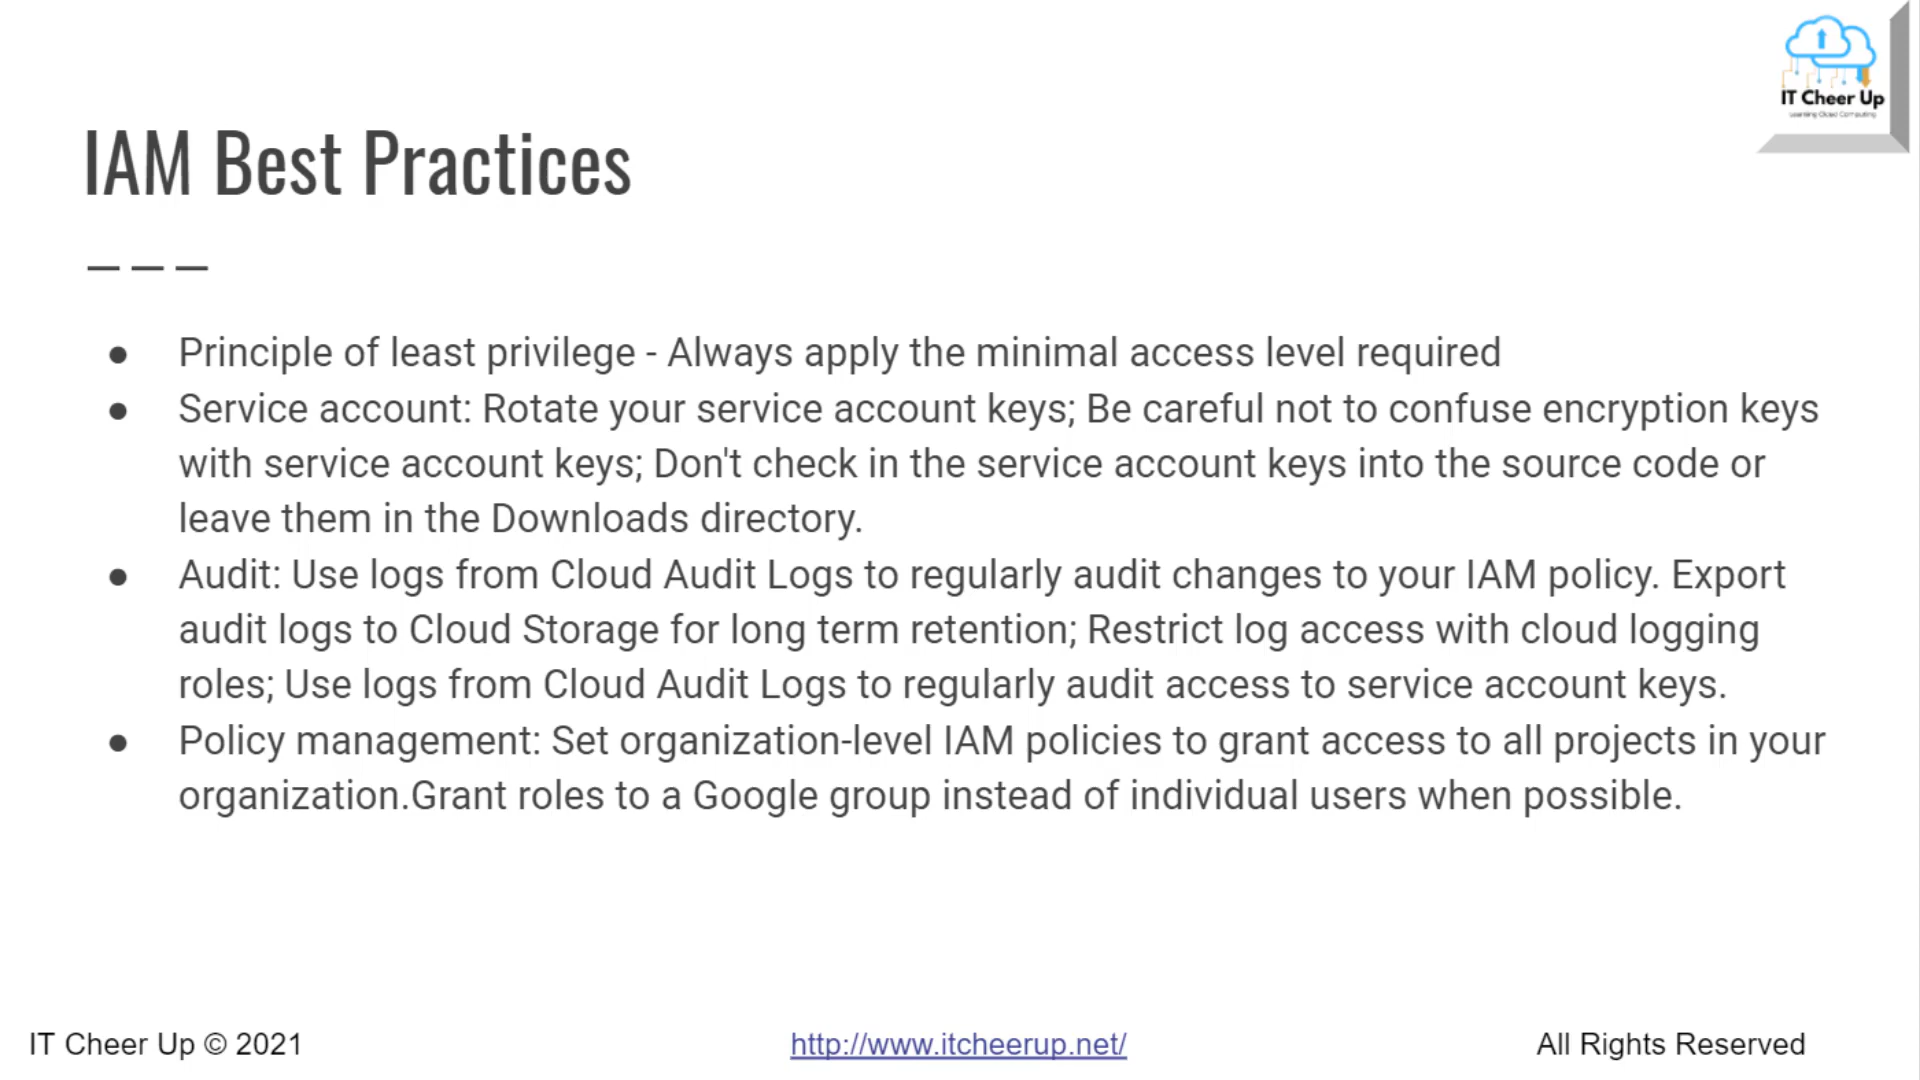 IT Cheer Up
Learning Cloud Computing
IAM Best Practices
● Principle of least privilege - Always apply the minimal access level required
● Service account: Rotate your service account keys; Be careful not to confuse encryption keys
with service account keys; Don't check in the service account keys into the source code or
leave them in the Downloads directory.
● Audit: Use logs from Cloud Audit Logs to regularly audit changes to your IAM policy. Export
audit logs to Cloud Storage for long term retention; Restrict log access with cloud logging
roles; Use logs from Cloud Audit Logs to regularly audit access to service account keys.
● Policy management: Set organization-level IAM policies to grant access to all projects in your
organization.Grant roles to a Google group instead of individual users when possible.
IT Cheer Up © 2021
http://www.itcheerup.net/
All Rights Reserved